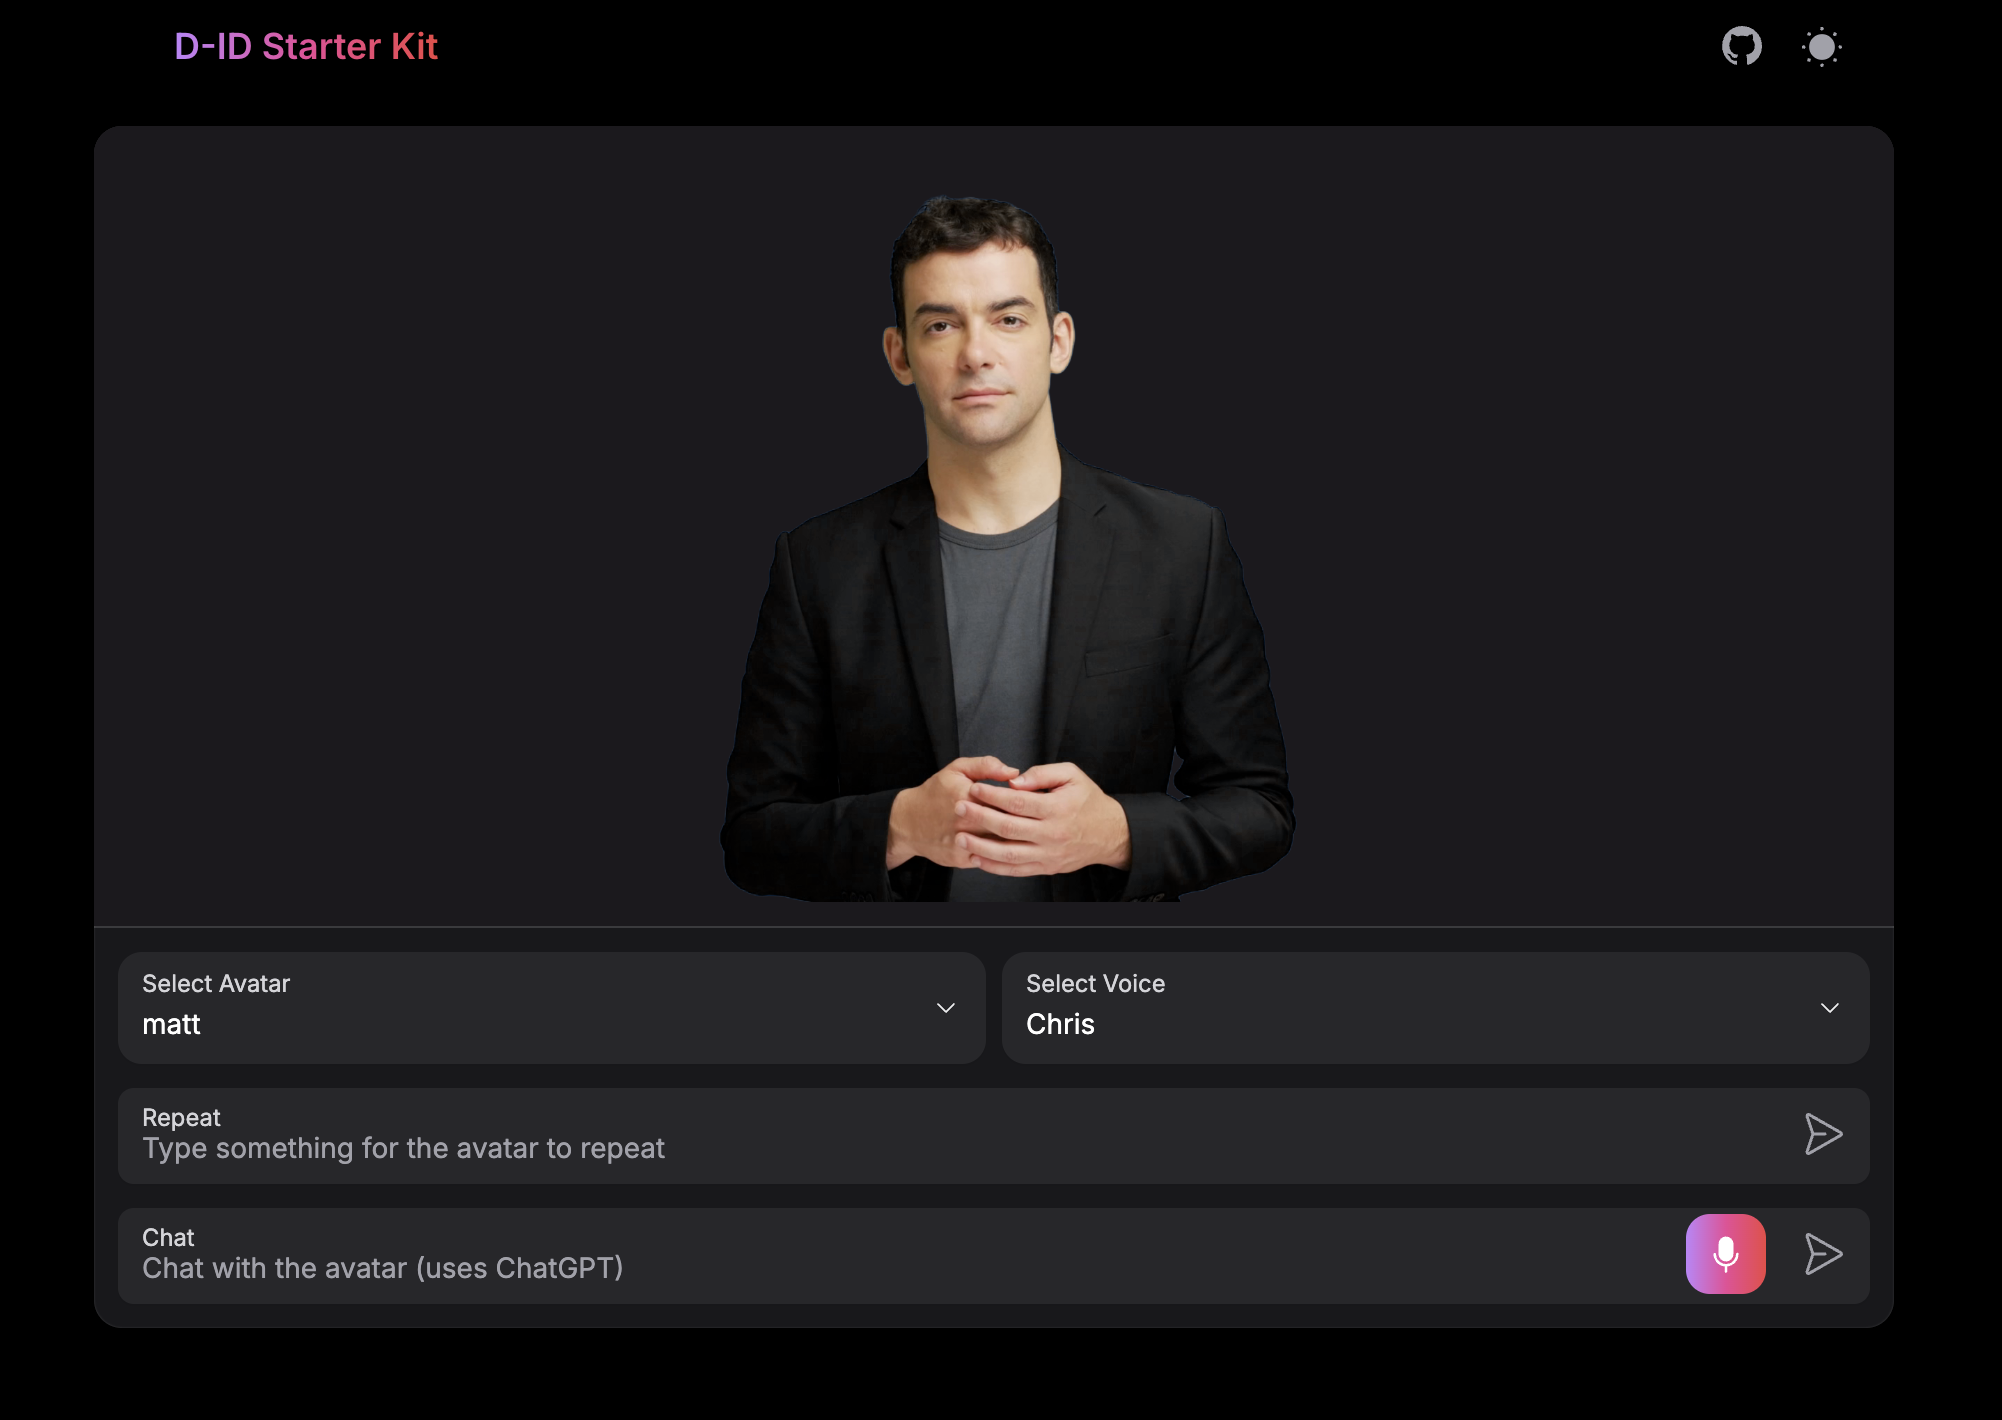 D-ID Starter Kit
Select Avatar
matt
Select Voice
Chris
Repeat
Type something for the avatar to repeat
Chat
Chat with the avatar (uses ChatGPT)